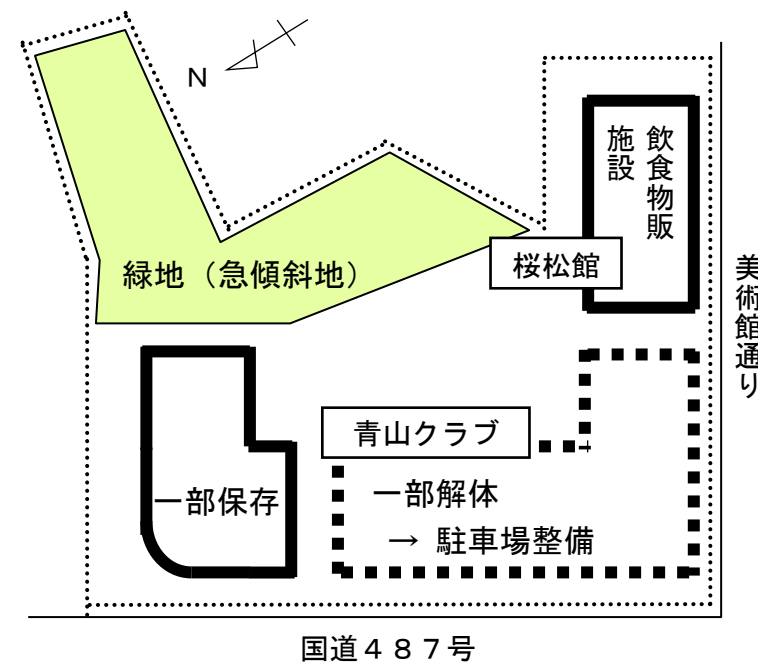 N
飲食物販
施設
桜松館
緑地（急傾斜地）
美術館通り
青山クラブ
一部保存
一部解体
→ 駐車場整備
国道４８７号